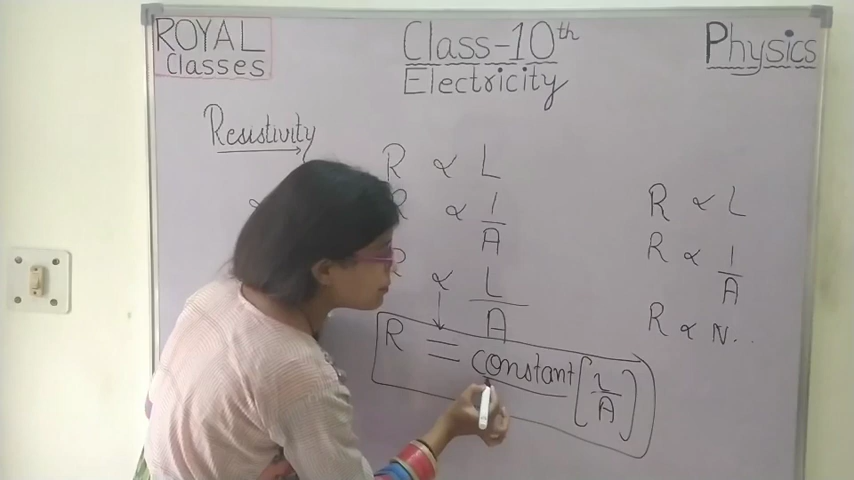 ROYAL
Classes
Class-10th
Electricity
Physics
Resistivity
R ∝ L
R ∝ 1/A
R ∝ L/A
R = constant [L/A]
R ∝ L
R ∝ 1/A
R ∝ N..